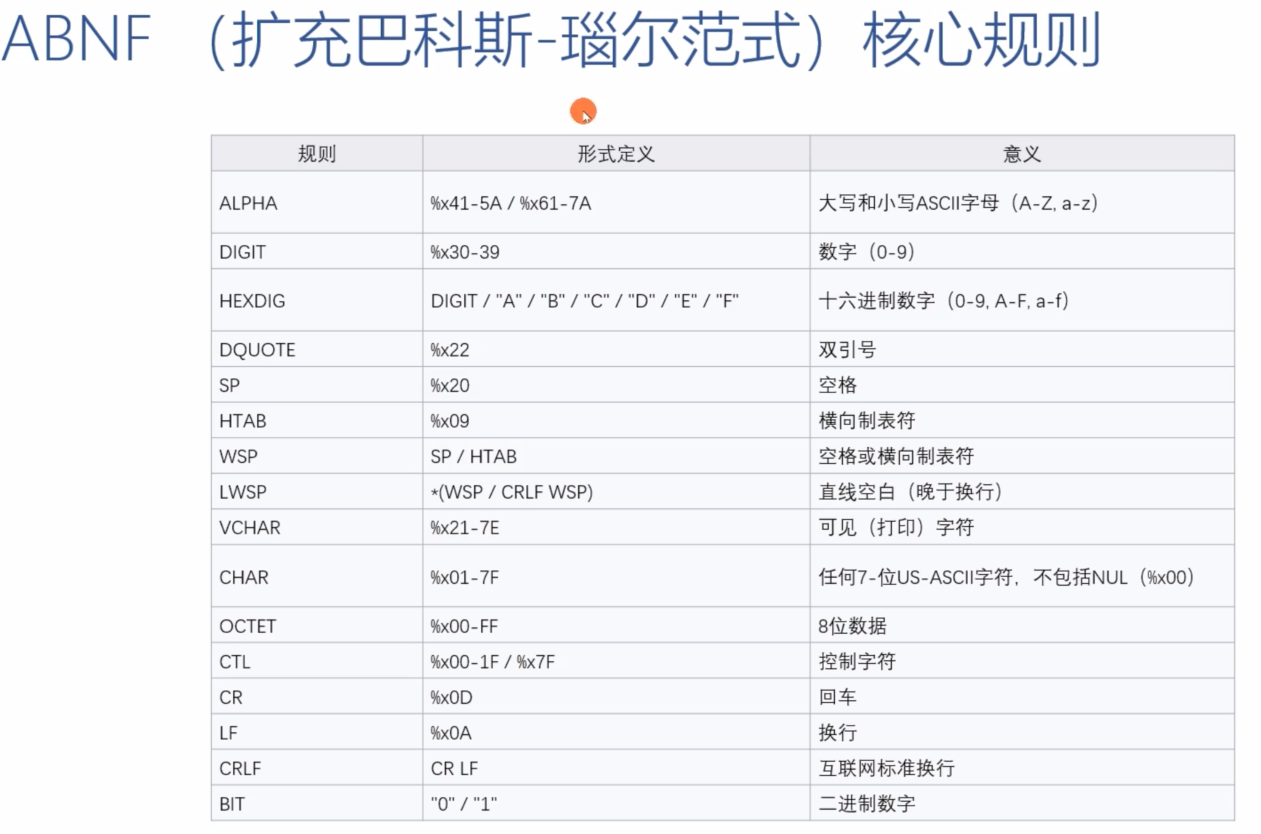 ABNF (扩充巴科斯-瑙尔范式) 核心规则
规则 形式定义 意义
ALPHA %x41-5A / %x61-7A 大写和小写ASCII字母（A-Z, a-z）
DIGIT %x30-39 数字（0-9）
HEXDIG DIGIT / "A" / "B" / "C" / "D" / "E" / "F" 十六进制数字（0-9, A-F, a-f）
DQUOTE %x22 双引号
SP %x20 空格
HTAB %x09 横向制表符
WSP SP / HTAB 空格或横向制表符
LWSP *(WSP / CRLF WSP) 直线空白（晚于换行）
VCHAR %x21-7E 可见（打印）字符
CHAR %x01-7F 任何7-位US-ASCII字符，不包括NUL（%x00）
OCTET %x00-FF 8位数据
CTL %x00-1F / %x7F 控制字符
CR %x0D 回车
LF %x0A 换行
CRLF CR LF 互联网标准换行
BIT "0" / "1" 二进制数字